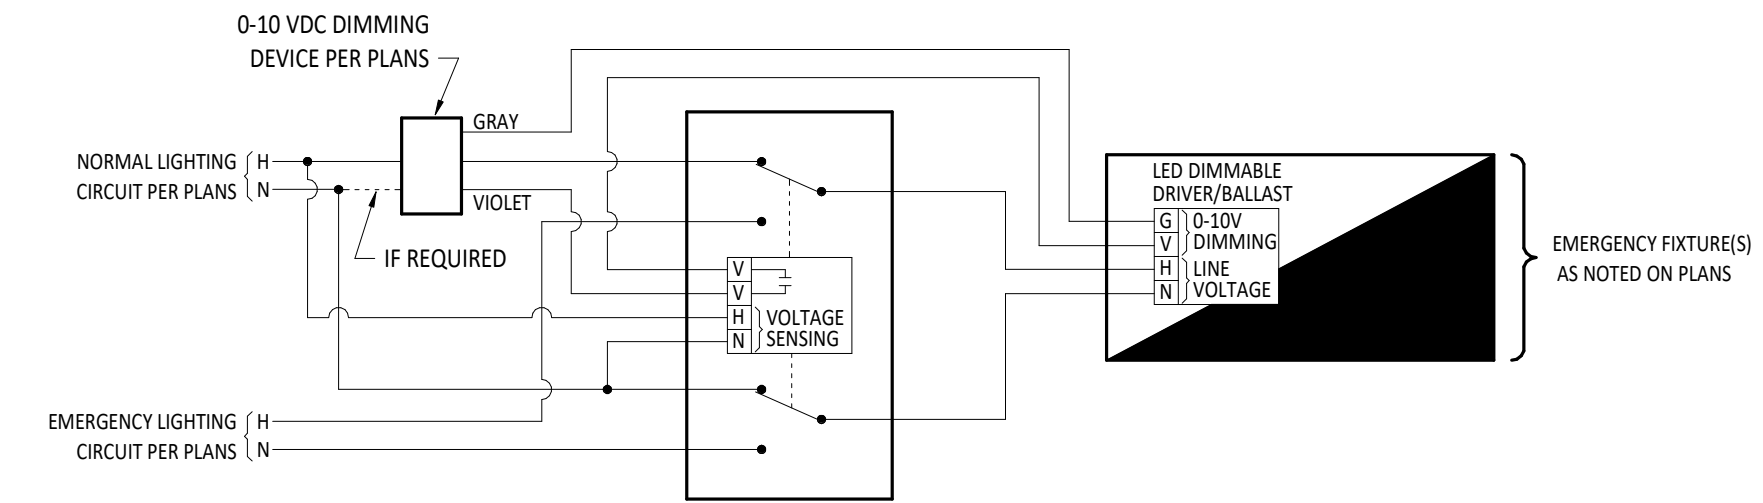 0-10 VDC DIMMING
DEVICE PER PLANS
GRAY
NORMAL LIGHTING H
CIRCUIT PER PLANS N
VIOLET
IF REQUIRED
V
V
H
N
VOLTAGE
SENSING
EMERGENCY LIGHTING H
CIRCUIT PER PLANS N
LED DIMMABLE
DRIVER/BALLAST
G 0-10V
V DIMMING
H LINE
N VOLTAGE
EMERGENCY FIXTURE(S)
AS NOTED ON PLANS